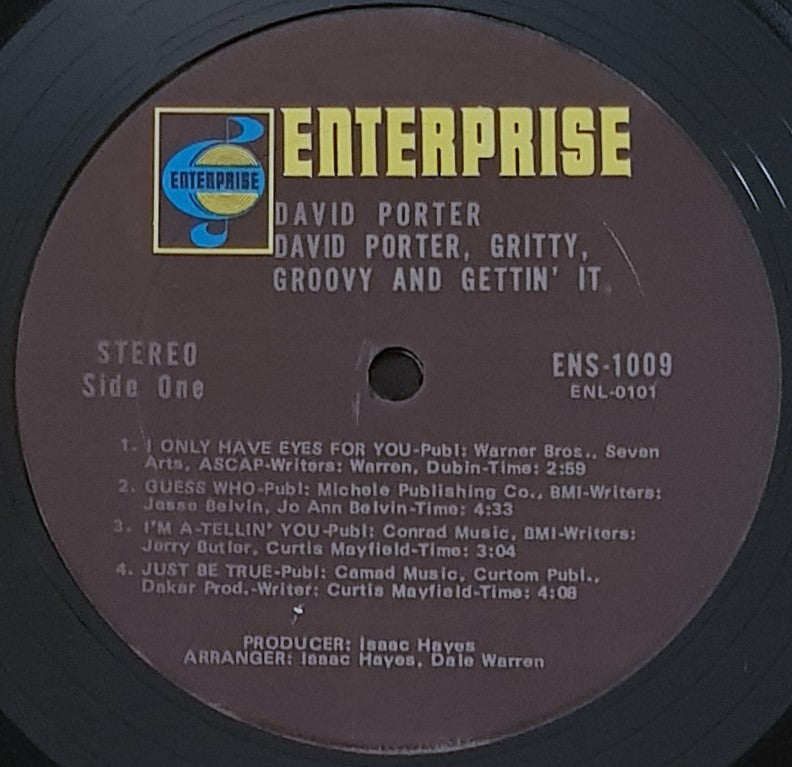 ENTERPRISE
ENTERPRISE
DAVID PORTER
DAVID PORTER, GRITTY,
GROOVY AND GETTIN' IT
STEREO
Side One
ENS-1009
ENL-0101
1. I ONLY HAVE EYES FOR YOU-Publ: Warner Bros., Seven
Arts, ASCAP-Writers: Warren, Dubin-Time: 2:59
2. GUESS WHO-Publ: Michele Publishing Co., BMI-Writers:
Jesse Belvin, Jo Ann Belvin-Time: 4:33
3. I'M A-TELLIN' YOU-Publ: Conrad Music, BMI-Writers:
Jerry Butler, Curtis Mayfield-Time: 3:04
4. JUST BE TRUE-Publ: Camad Music, Curtom Publ.,
Dakar Prod.-Writer: Curtis Mayfield-Time: 4:08
PRODUCER: Isaac Hayes
ARRANGER: Isaac Hayes, Dale Warren